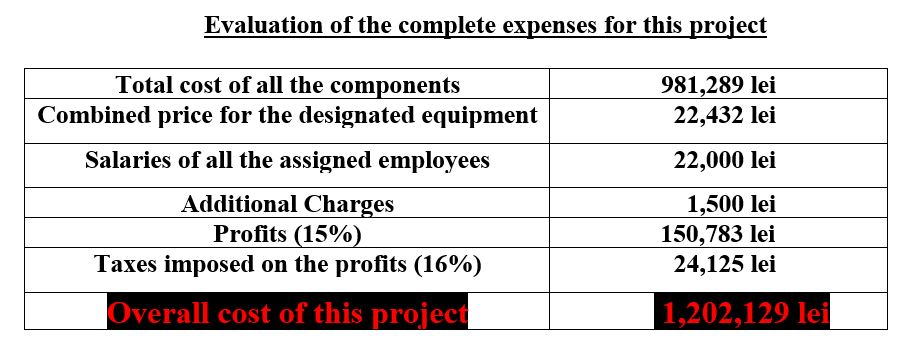 Evaluation of the complete expenses for this project
Total cost of all the components 981,289 lei
Combined price for the designated equipment 22,432 lei
Salaries of all the assigned employees 22,000 lei
Additional Charges 1,500 lei
Profits (15%) 150,783 lei
Taxes imposed on the profits (16%) 24,125 lei
Overall cost of this project 1,202,129 lei